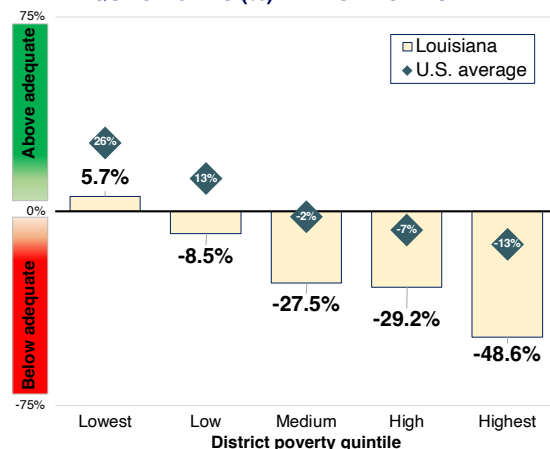 75%
Above adequate
Louisiana
U.S. average
26%
5.7%
13%
0%
-2%
-7%
-13%
-8.5%
-27.5%
-29.2%
-48.6%
Below adequate
-75%
Lowest Low Medium High Highest
District poverty quintile